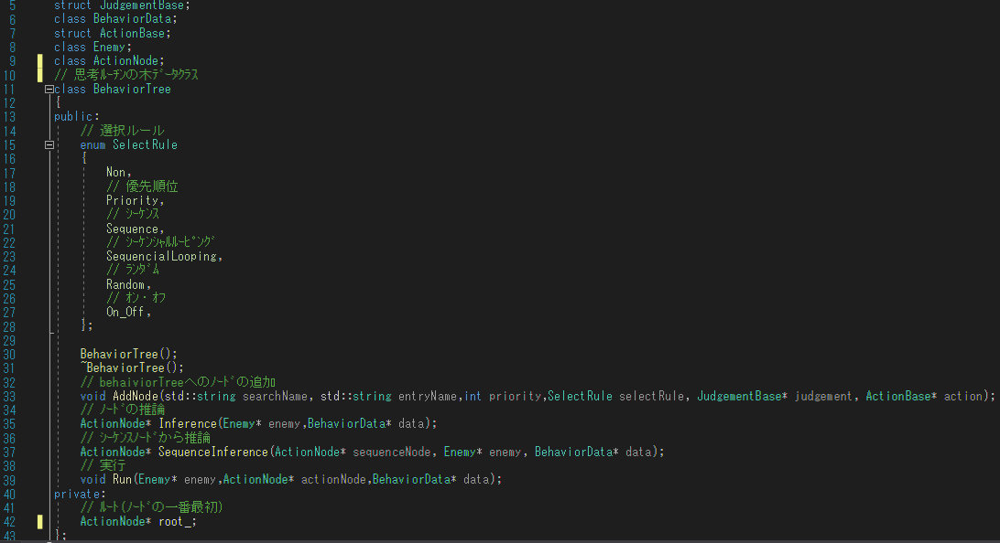 5 struct JudgementBase;
6 class BehaviorData;
7 struct ActionBase;
8 class Enemy;
9 class ActionNode;
10 // 思考ﾙｰﾁﾝの木ﾃﾞｰﾀｸﾗｽ
11 class BehaviorTree
12 {
13 public:
14 // 選択ルール
15 enum SelectRule
16 {
17 Non,
18 // 優先順位
19 Priority,
20 // ｼｰｹﾝｽ
21 Sequence,
22 // ｼｰｹﾝｼｬﾙﾙｰﾋﾟﾝｸﾞ
23 SequencialLooping,
24 // ﾗﾝﾀﾞﾑ
25 Random,
26 // ｵﾝ・ｵﾌ
27 On_Off,
28 };
29
30 BehaviorTree();
31 ~BehaviorTree();
32 // behaiviorTreeへのﾉｰﾄﾞの追加
33 void AddNode(std::string searchName, std::string entryName,int priority,SelectRule selectRule, JudgementBase* judgement, ActionBase* action);
34 // ﾉｰﾄﾞの推論
35 ActionNode* Inference(Enemy* enemy,BehaviorData* data);
36 // ｼｰｹﾝｽﾉｰﾄﾞから推論
37 ActionNode* SequenceInference(ActionNode* sequenceNode, Enemy* enemy, BehaviorData* data);
38 // 実行
39 void Run(Enemy* enemy,ActionNode* actionNode,BehaviorData* data);
40 private:
41 // ﾙｰﾄ(ﾉｰﾄﾞの一番最初)
42 ActionNode* root_;
43 };